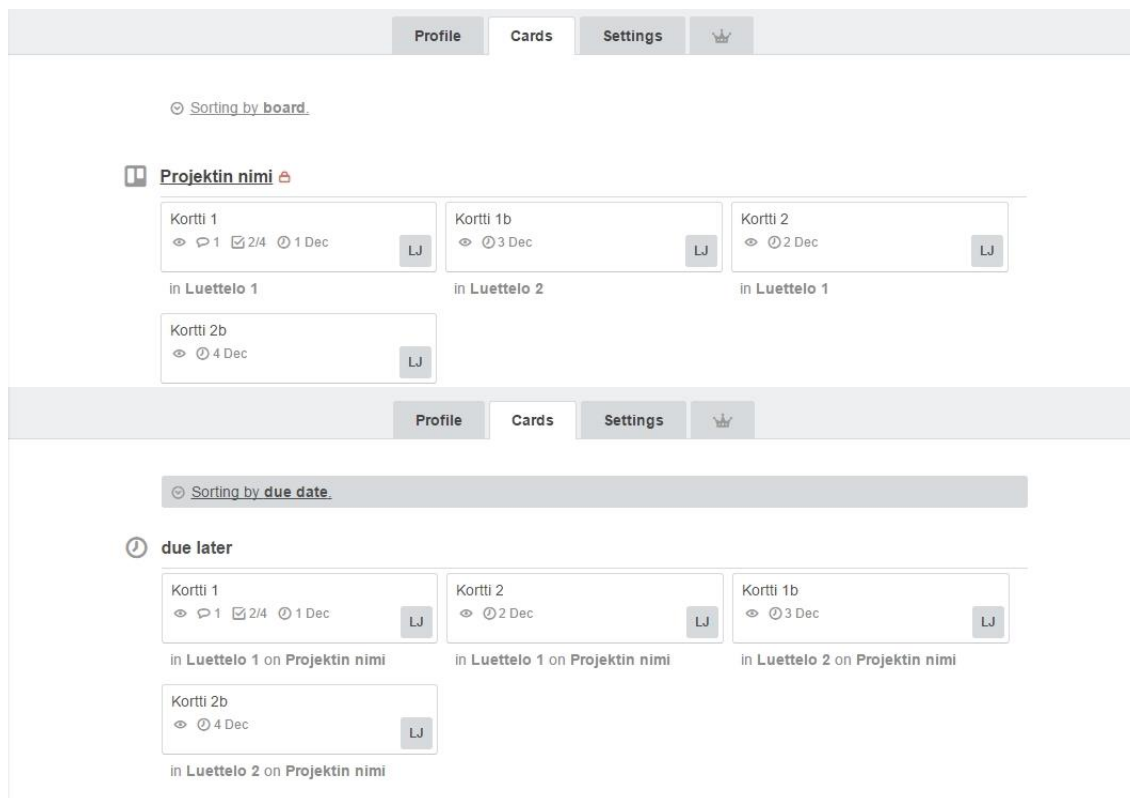 Profile Cards Settings
Sorting by board.
Projektin nimi
Kortti 1 Kortti 1b Kortti 2
1 2/4 1 Dec LJ 3 Dec LJ 2 Dec LJ
in Luettelo 1 in Luettelo 2 in Luettelo 1
Kortti 2b
4 Dec LJ
Profile Cards Settings
Sorting by due date.
due later
Kortti 1 Kortti 2 Kortti 1b
1 2/4 1 Dec LJ 2 Dec LJ 3 Dec LJ
in Luettelo 1 on Projektin nimi in Luettelo 1 on Projektin nimi in Luettelo 2 on Projektin nimi
Kortti 2b
4 Dec LJ
in Luettelo 2 on Projektin nimi